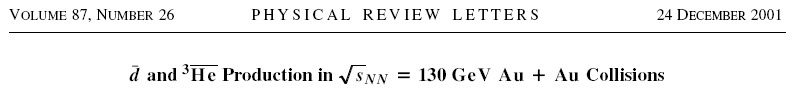 VOLUME 87, NUMBER 26 PHYSICAL REVIEW LETTERS 24 DECEMBER 2001
d̄ and ³H̅e̅ Production in √sNN = 130 GeV Au + Au Collisions